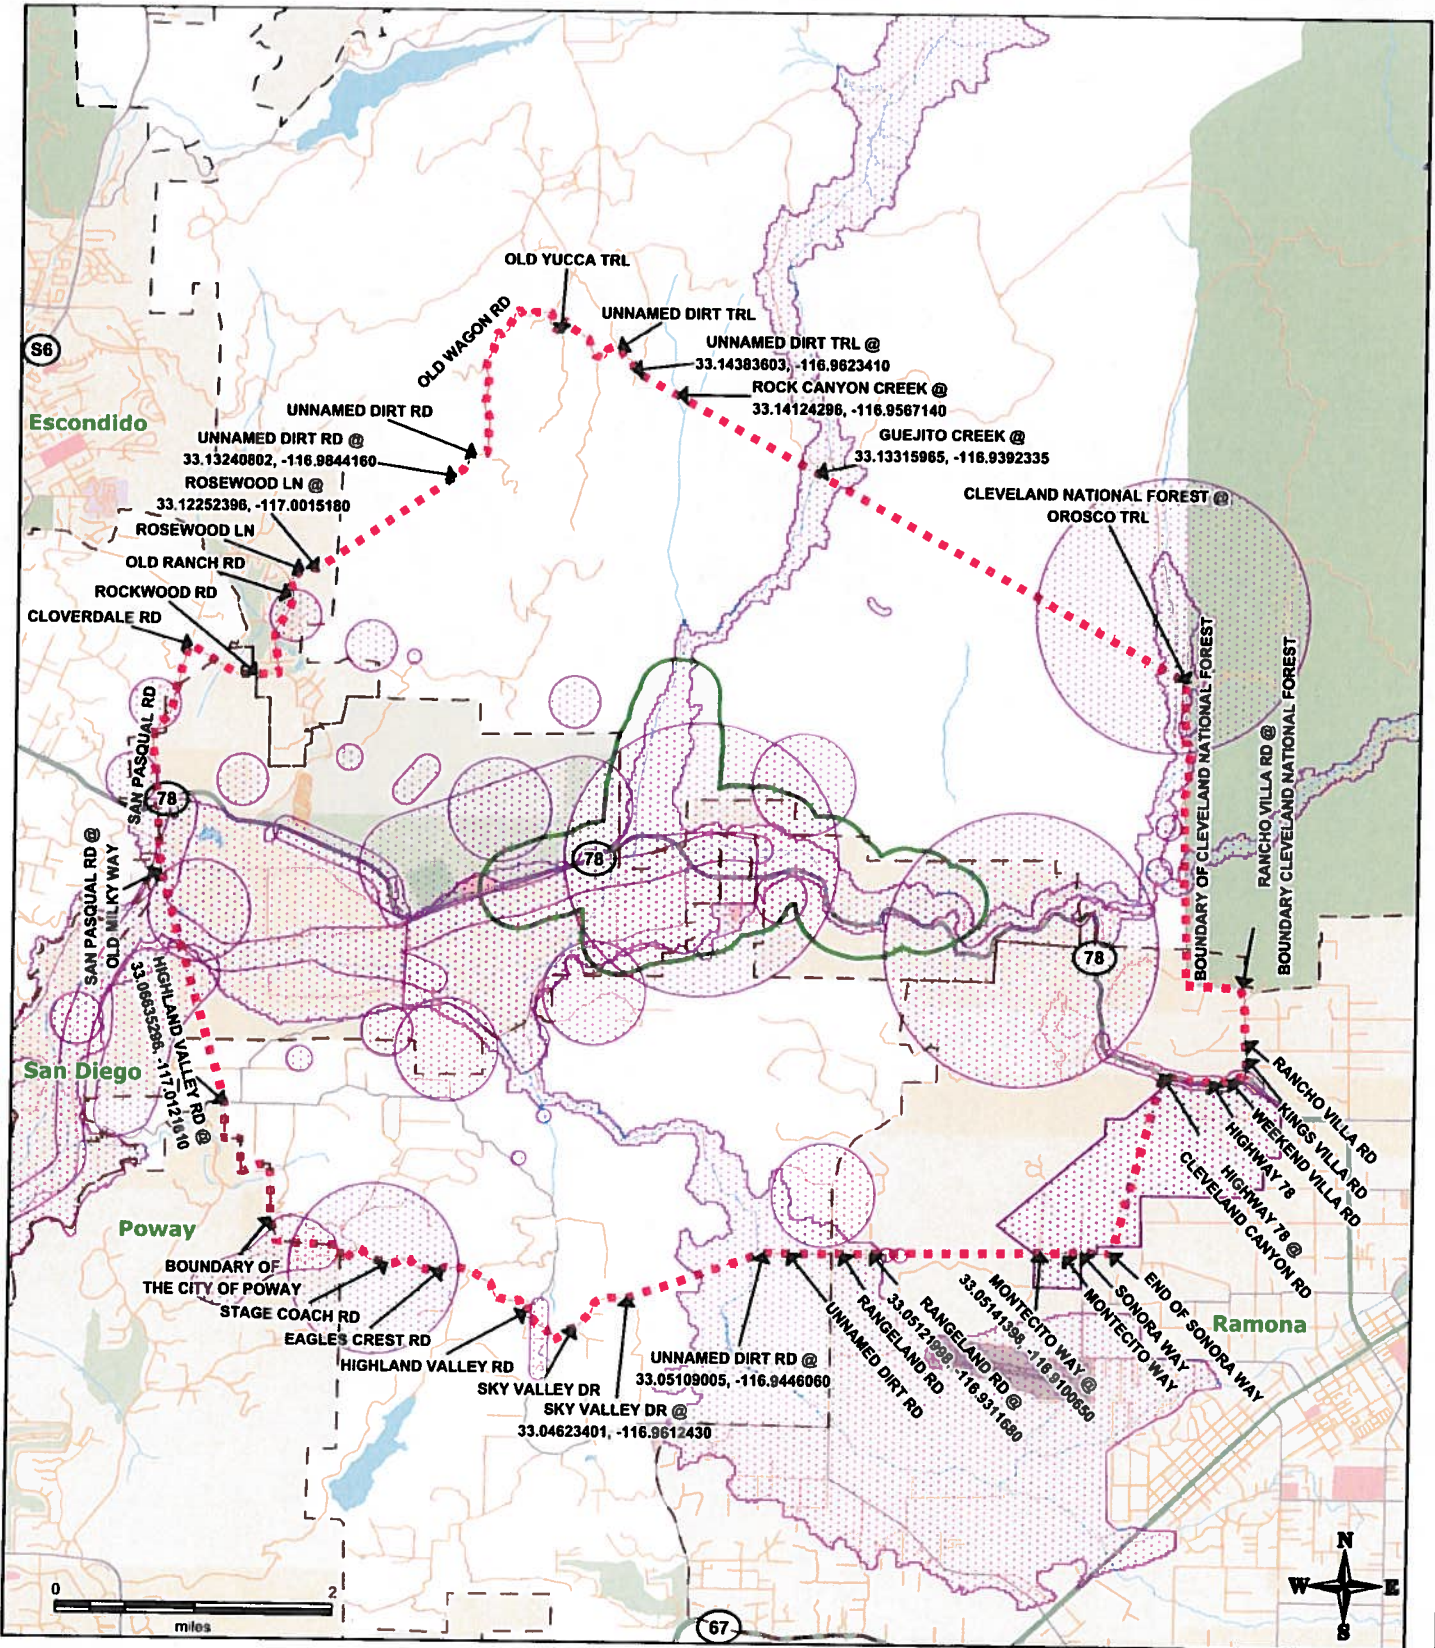 OLD YUCCA TRL
OLD WAGON RD
UNNAMED DIRT TRL
UNNAMED DIRT TRL @
33.14383603, -116.9623410
S6
ROCK CANYON CREEK @
33.14124296, -116.9567140
Escondido
UNNAMED DIRT RD
UNNAMED DIRT RD @
33.13240802, -116.9844160
GUEJITO CREEK @
33.13315965, -116.9392335
ROSEWOOD LN @
33.12252396, -117.0015180
CLEVELAND NATIONAL FOREST @
OROSCO TRL
ROSEWOOD LN
OLD RANCH RD
ROCKWOOD RD
CLOVERDALE RD
SAN PASQUAL RD
78
78
78
BOUNDARY OF CLEVELAND NATIONAL FOREST
RANCHO VILLA RD @
BOUNDARY CLEVELAND NATIONAL FOREST
SAN PASQUAL RD @
OLD MILKY WAY
HIGHLAND VALLEY RD @
33.06635296, -117.0121610
San Diego
RANCHO VILLA RD
KINGS VILLA RD
WEEKEND VILLA RD
HIGHWAY 78
HIGHWAY 78 @
CLEVELAND CANYON RD
Poway
BOUNDARY OF
THE CITY OF POWAY
STAGE COACH RD
EAGLES CREST RD
HIGHLAND VALLEY RD
SKY VALLEY DR
SKY VALLEY DR @
33.04623401, -116.9612430
UNNAMED DIRT RD @
33.05109005, -116.9446060
UNNAMED DIRT RD
RANGELAND RD
RANGELAND RD @
33.05121998, -116.9311680
MONTECITO WAY @
33.05141398, -116.9100650
MONTECITO WAY
SONORA WAY
END OF SONORA WAY
Ramona
0 2
miles
67
N
W E
S